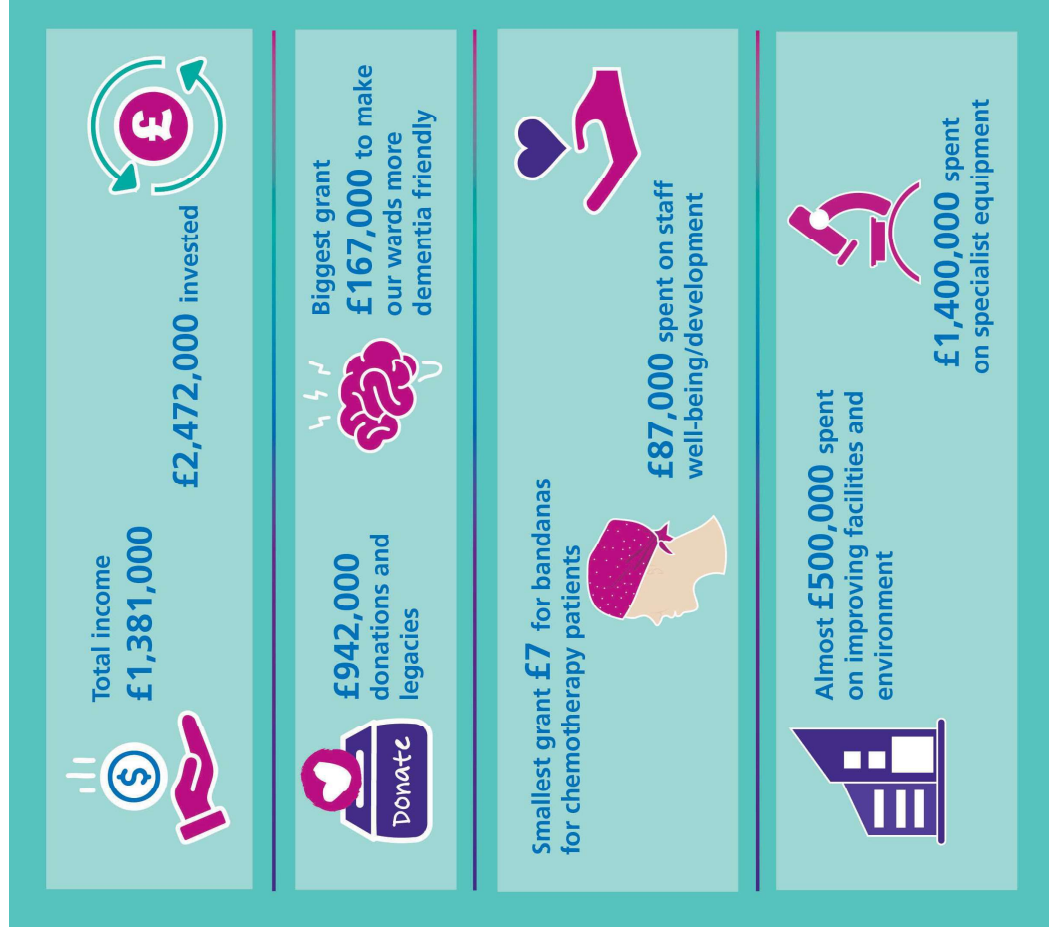 Total income
£1,381,000
£2,472,000 invested
£
$
£942,000
donations and
legacies
Donate
Biggest grant
£167,000 to make
our wards more
dementia friendly
Smallest grant £7 for bandanas
for chemotherapy patients
£87,000 spent on staff
well-being/development
Almost £500,000 spent
on improving facilities and
environment
£1,400,000 spent
on specialist equipment